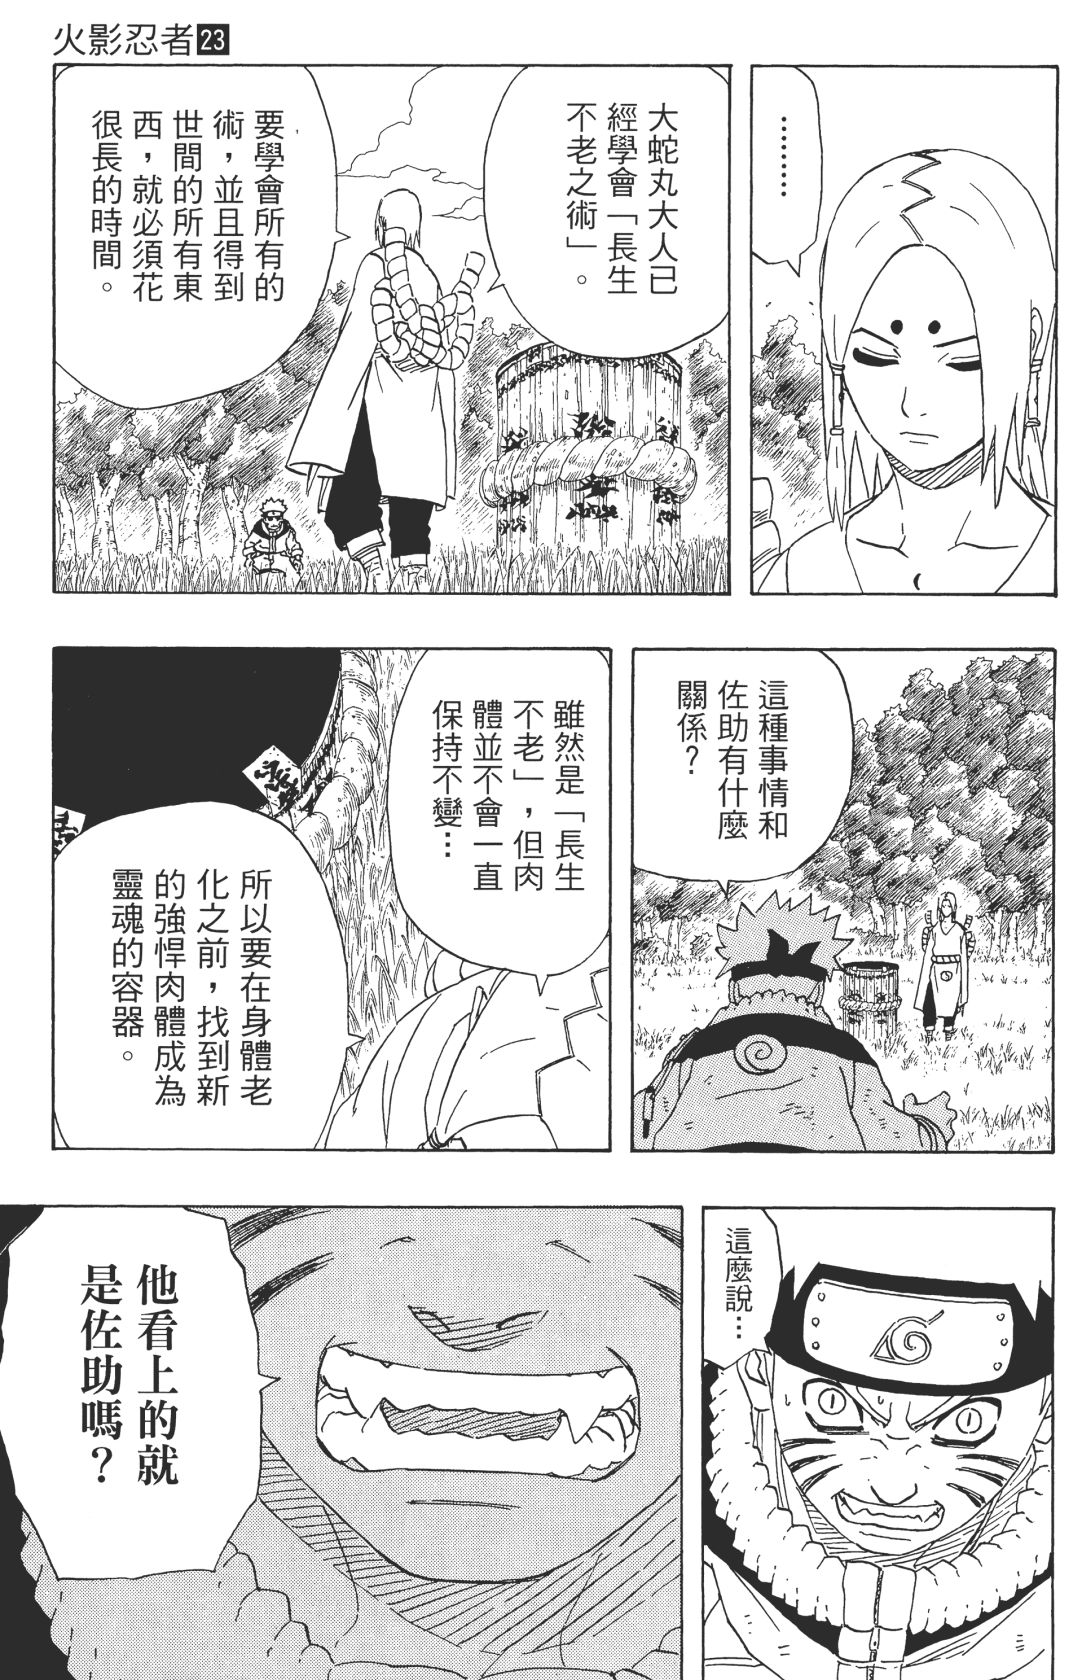 火影忍者23
………
大蛇丸大人已
經學會「長生
不老之術」。
要學會所有的
術，並且得到
世間的所有東
西，就必須花
很長的時間。
這種事情和
佐助有什麼
關係？
雖然是「長生
不老」，但肉
體並不會一直
保持不變…
所以要在身體老
化之前，找到新
的強悍肉體成為
靈魂的容器。
這麼說…
他看上的就
是佐助嗎？